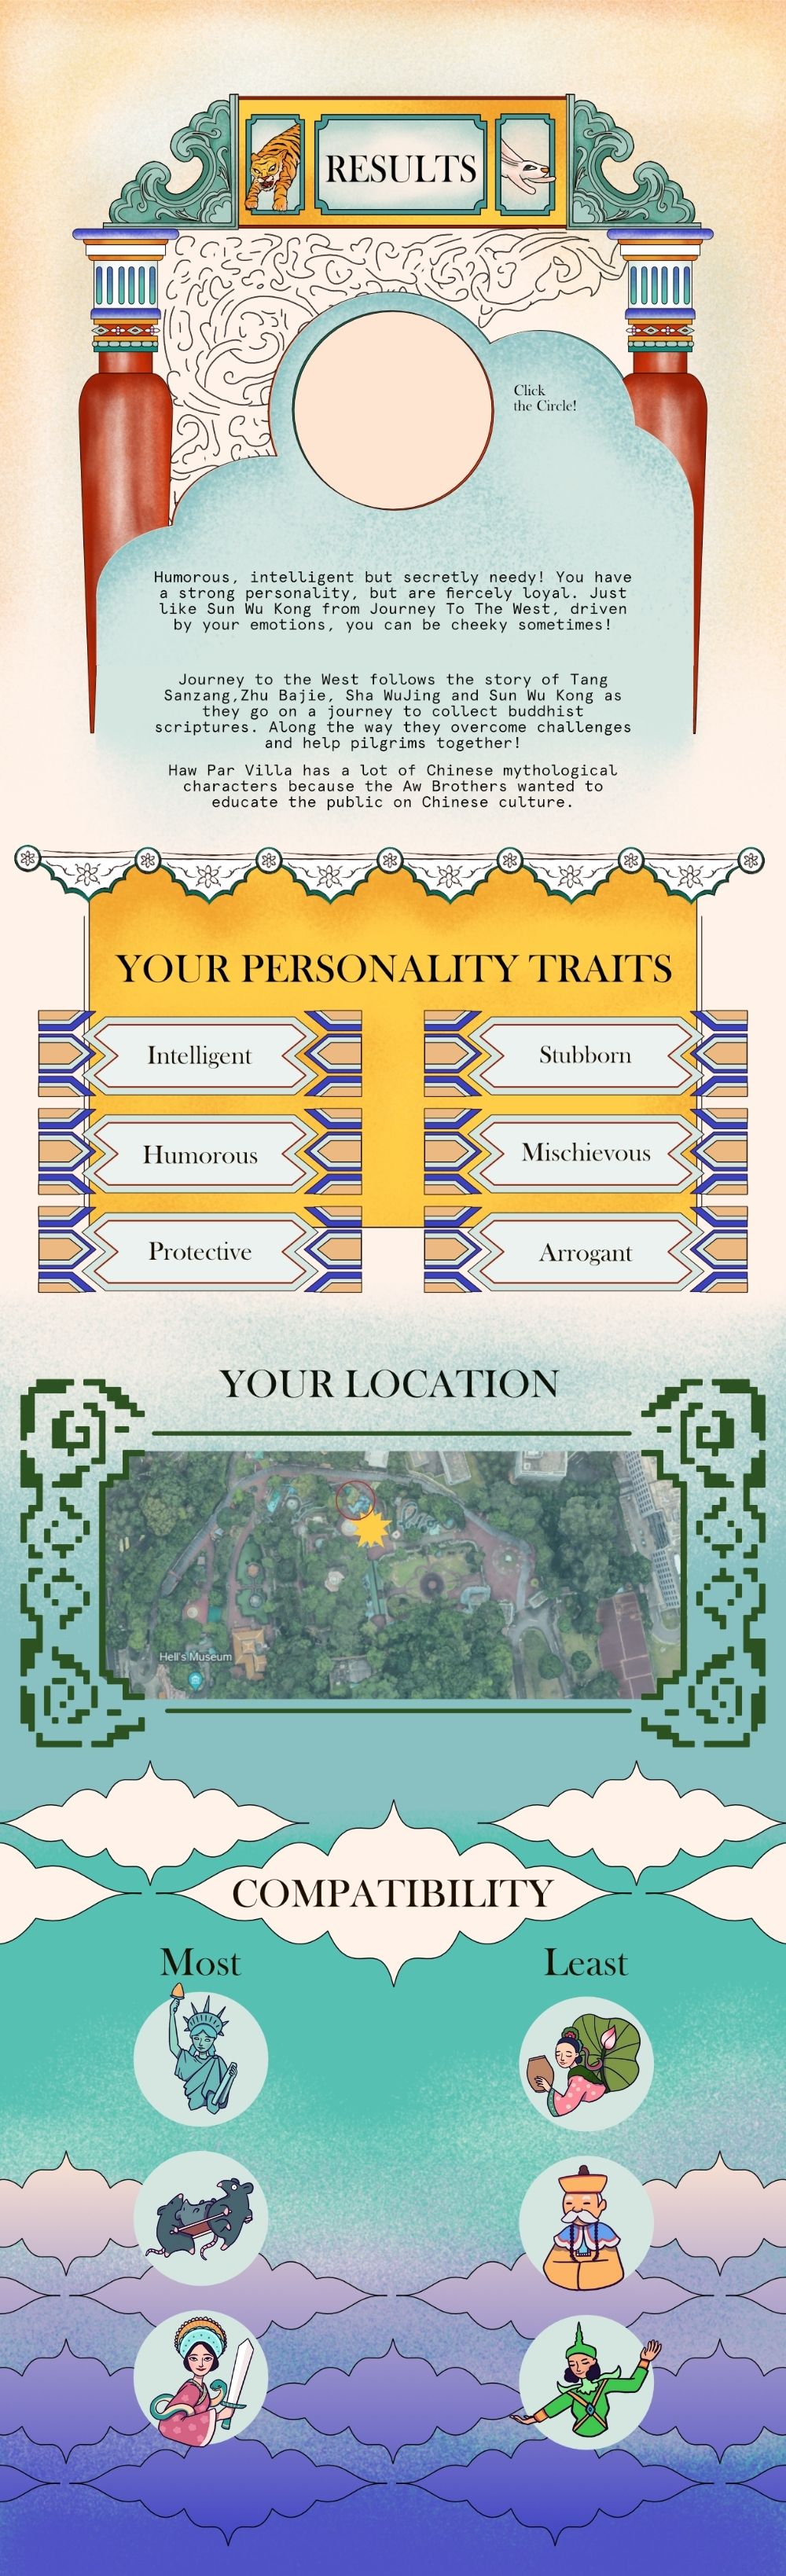 RESULTS
Click
the Circle!
Humorous, intelligent but secretly needy! You have
a strong personality, but are fiercely loyal. Just
like Sun Wu Kong from Journey To The West, driven
by your emotions, you can be cheeky sometimes!
Journey to the West follows the story of Tang
Sanzang,Zhu Bajie, Sha WuJing and Sun Wu Kong as
they go on a journey to collect buddhist
scriptures. Along the way they overcome challenges
and help pilgrims together!
Haw Par Villa has a lot of Chinese mythological
characters because the Aw Brothers wanted to
educate the public on Chinese culture.
YOUR PERSONALITY TRAITS
Intelligent
Stubborn
Humorous
Mischievous
Protective
Arrogant
YOUR LOCATION
Hell's Museum
COMPATIBILITY
Most
Least